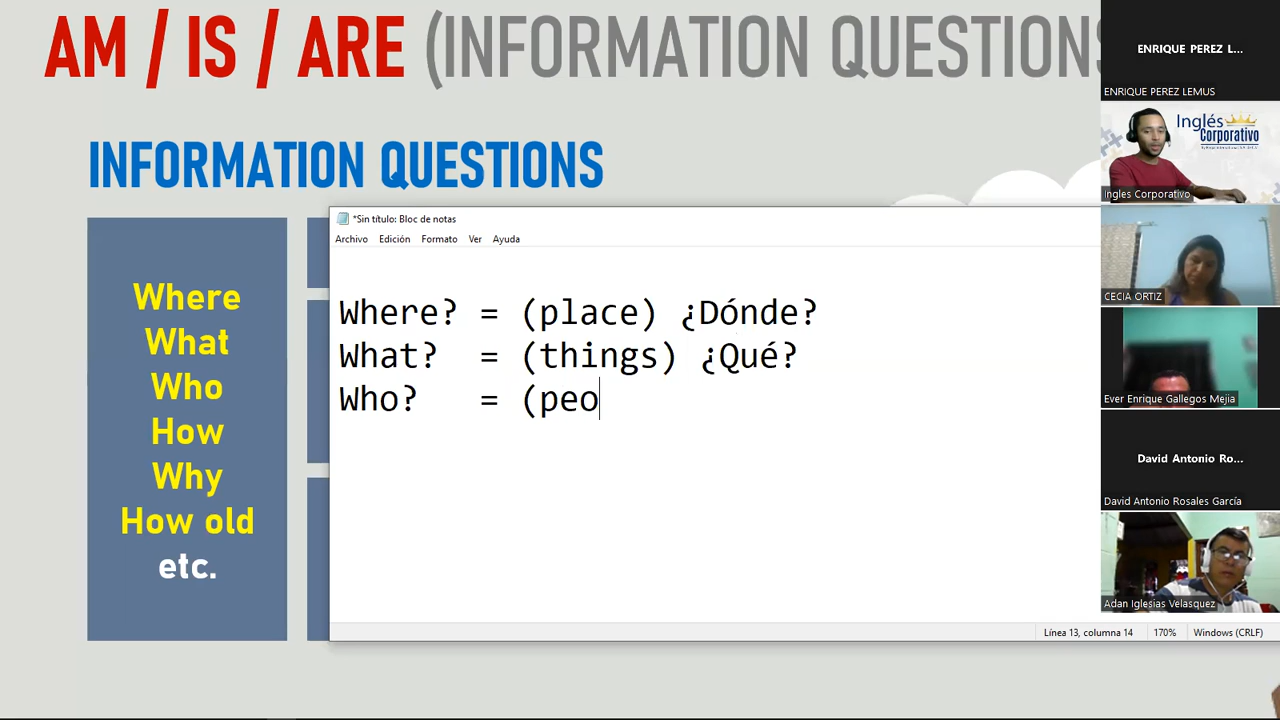 AM / IS / ARE (INFORMATION QUESTIONS
INFORMATION QUESTIONS
Where
What
Who
How
Why
How old
etc.
*Sin título: Bloc de notas
Archivo Edición Formato Ver Ayuda
Where? = (place) ¿Dónde?
What? = (things) ¿Qué?
Who? = (peo
Línea 13, columna 14 170% Windows (CRLF)
ENRIQUE PEREZ L...
ENRIQUE PEREZ LEMUS
Inglés
Corporativo
Ingles Corporativo
CECIA ORTIZ
Ever Enrique Gallegos Mejia
David Antonio Ro...
David Antonio Rosales García
Adan Iglesias Velasquez